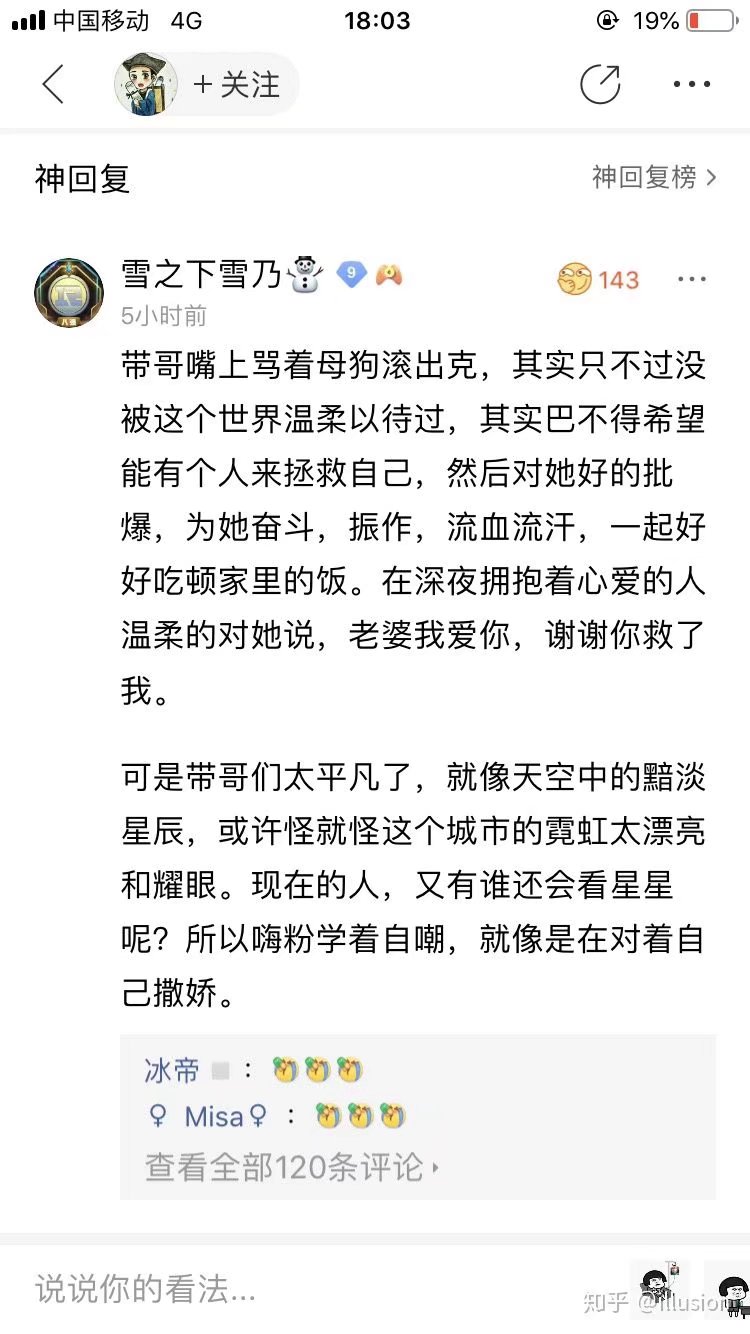 中国移动 4G 18:03 19%
+ 关注
神回复 神回复榜 >
雪之下雪乃 9 143
5小时前
带哥嘴上骂着母狗滚出克，其实只不过没
被这个世界温柔以待过，其实巴不得希望
能有个人来拯救自己，然后对她好的批
爆，为她奋斗，振作，流血流汗，一起好
好吃顿家里的饭。在深夜拥抱着心爱的人
温柔的对她说，老婆我爱你，谢谢你救了
我。
可是带哥们太平凡了，就像天空中的黯淡
星辰，或许怪就怪这个城市的霓虹太漂亮
和耀眼。现在的人，又有谁还会看星星
呢？所以嗨粉学着自嘲，就像是在对着自
己撒娇。
冰帝：
♀ Misa♀：
查看全部120条评论
说说你的看法...
知乎 @illusion